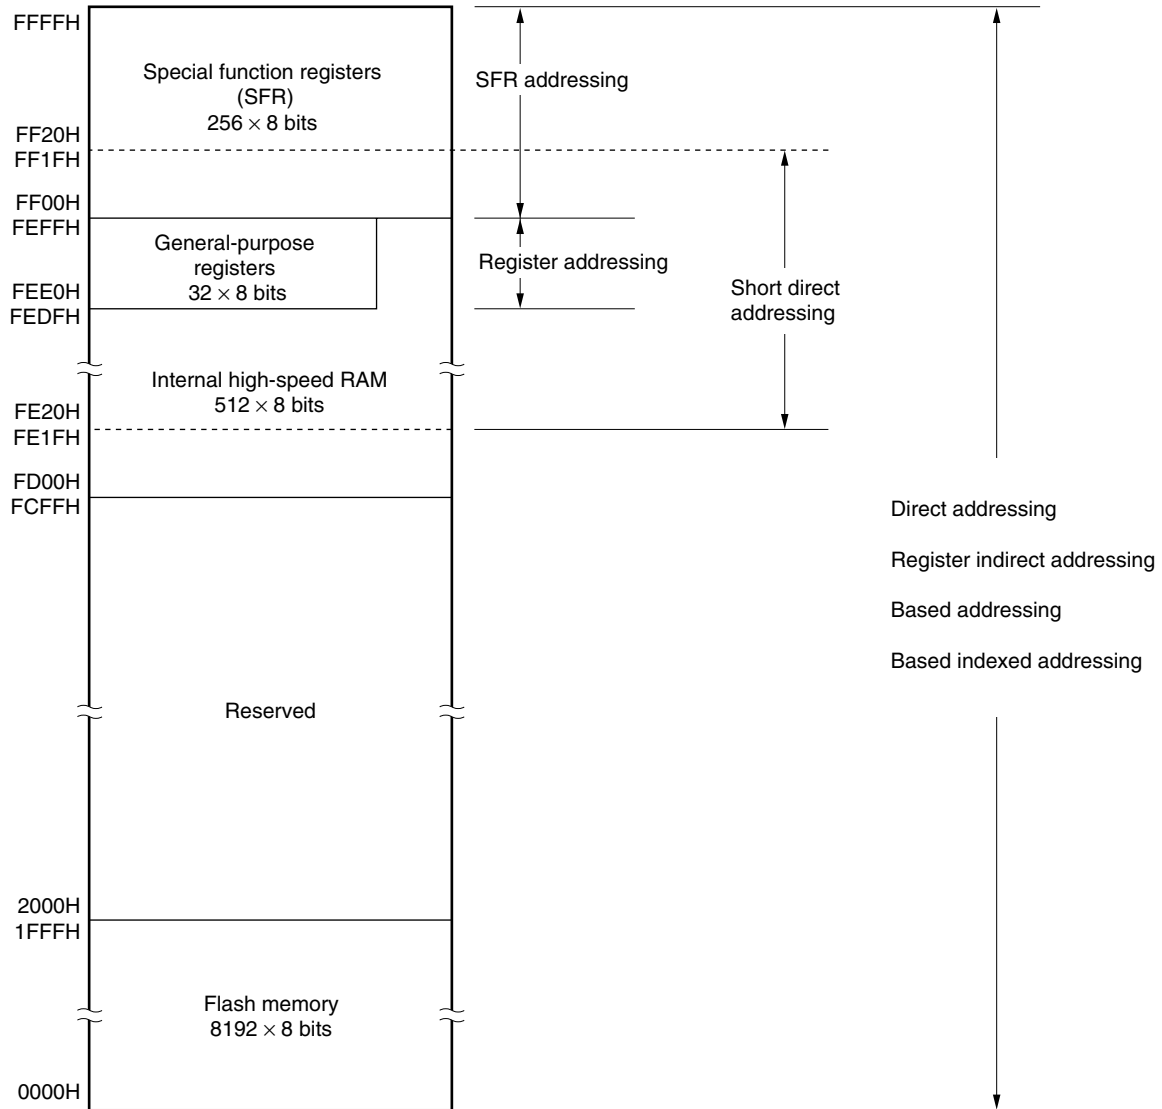 FFFFH
Special function registers
(SFR)
256 × 8 bits
SFR addressing
FF20H
FF1FH
FF00H
FEFFH
General-purpose
registers
32 × 8 bits
Register addressing
Short direct
addressing
FEE0H
FEDFH
Internal high-speed RAM
512 × 8 bits
FE20H
FE1FH
FD00H
FCFFH
Direct addressing
Register indirect addressing
Based addressing
Based indexed addressing
Reserved
2000H
1FFFH
Flash memory
8192 × 8 bits
0000H